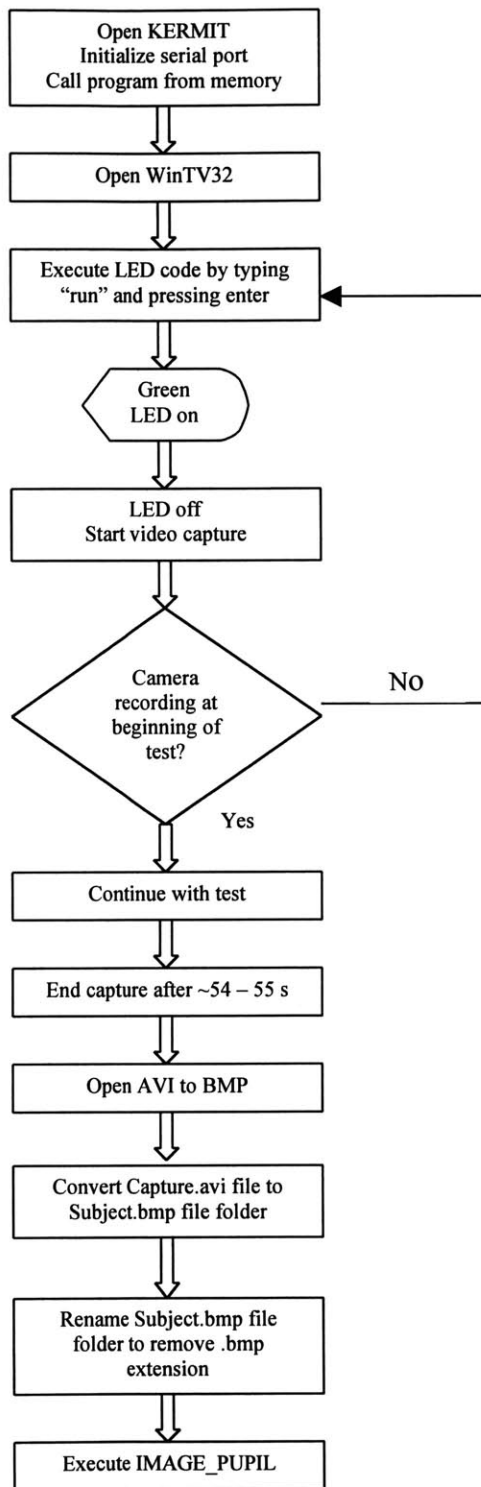 Open KERMIT
Initialize serial port
Call program from memory
Open WinTV32
Execute LED code by typing
“run” and pressing enter
Green
LED on
LED off
Start video capture
Camera
recording at
beginning of
test?
No
Yes
Continue with test
End capture after ~54 – 55 s
Open AVI to BMP
Convert Capture.avi file to
Subject.bmp file folder
Rename Subject.bmp file
folder to remove .bmp
extension
Execute IMAGE_PUPIL